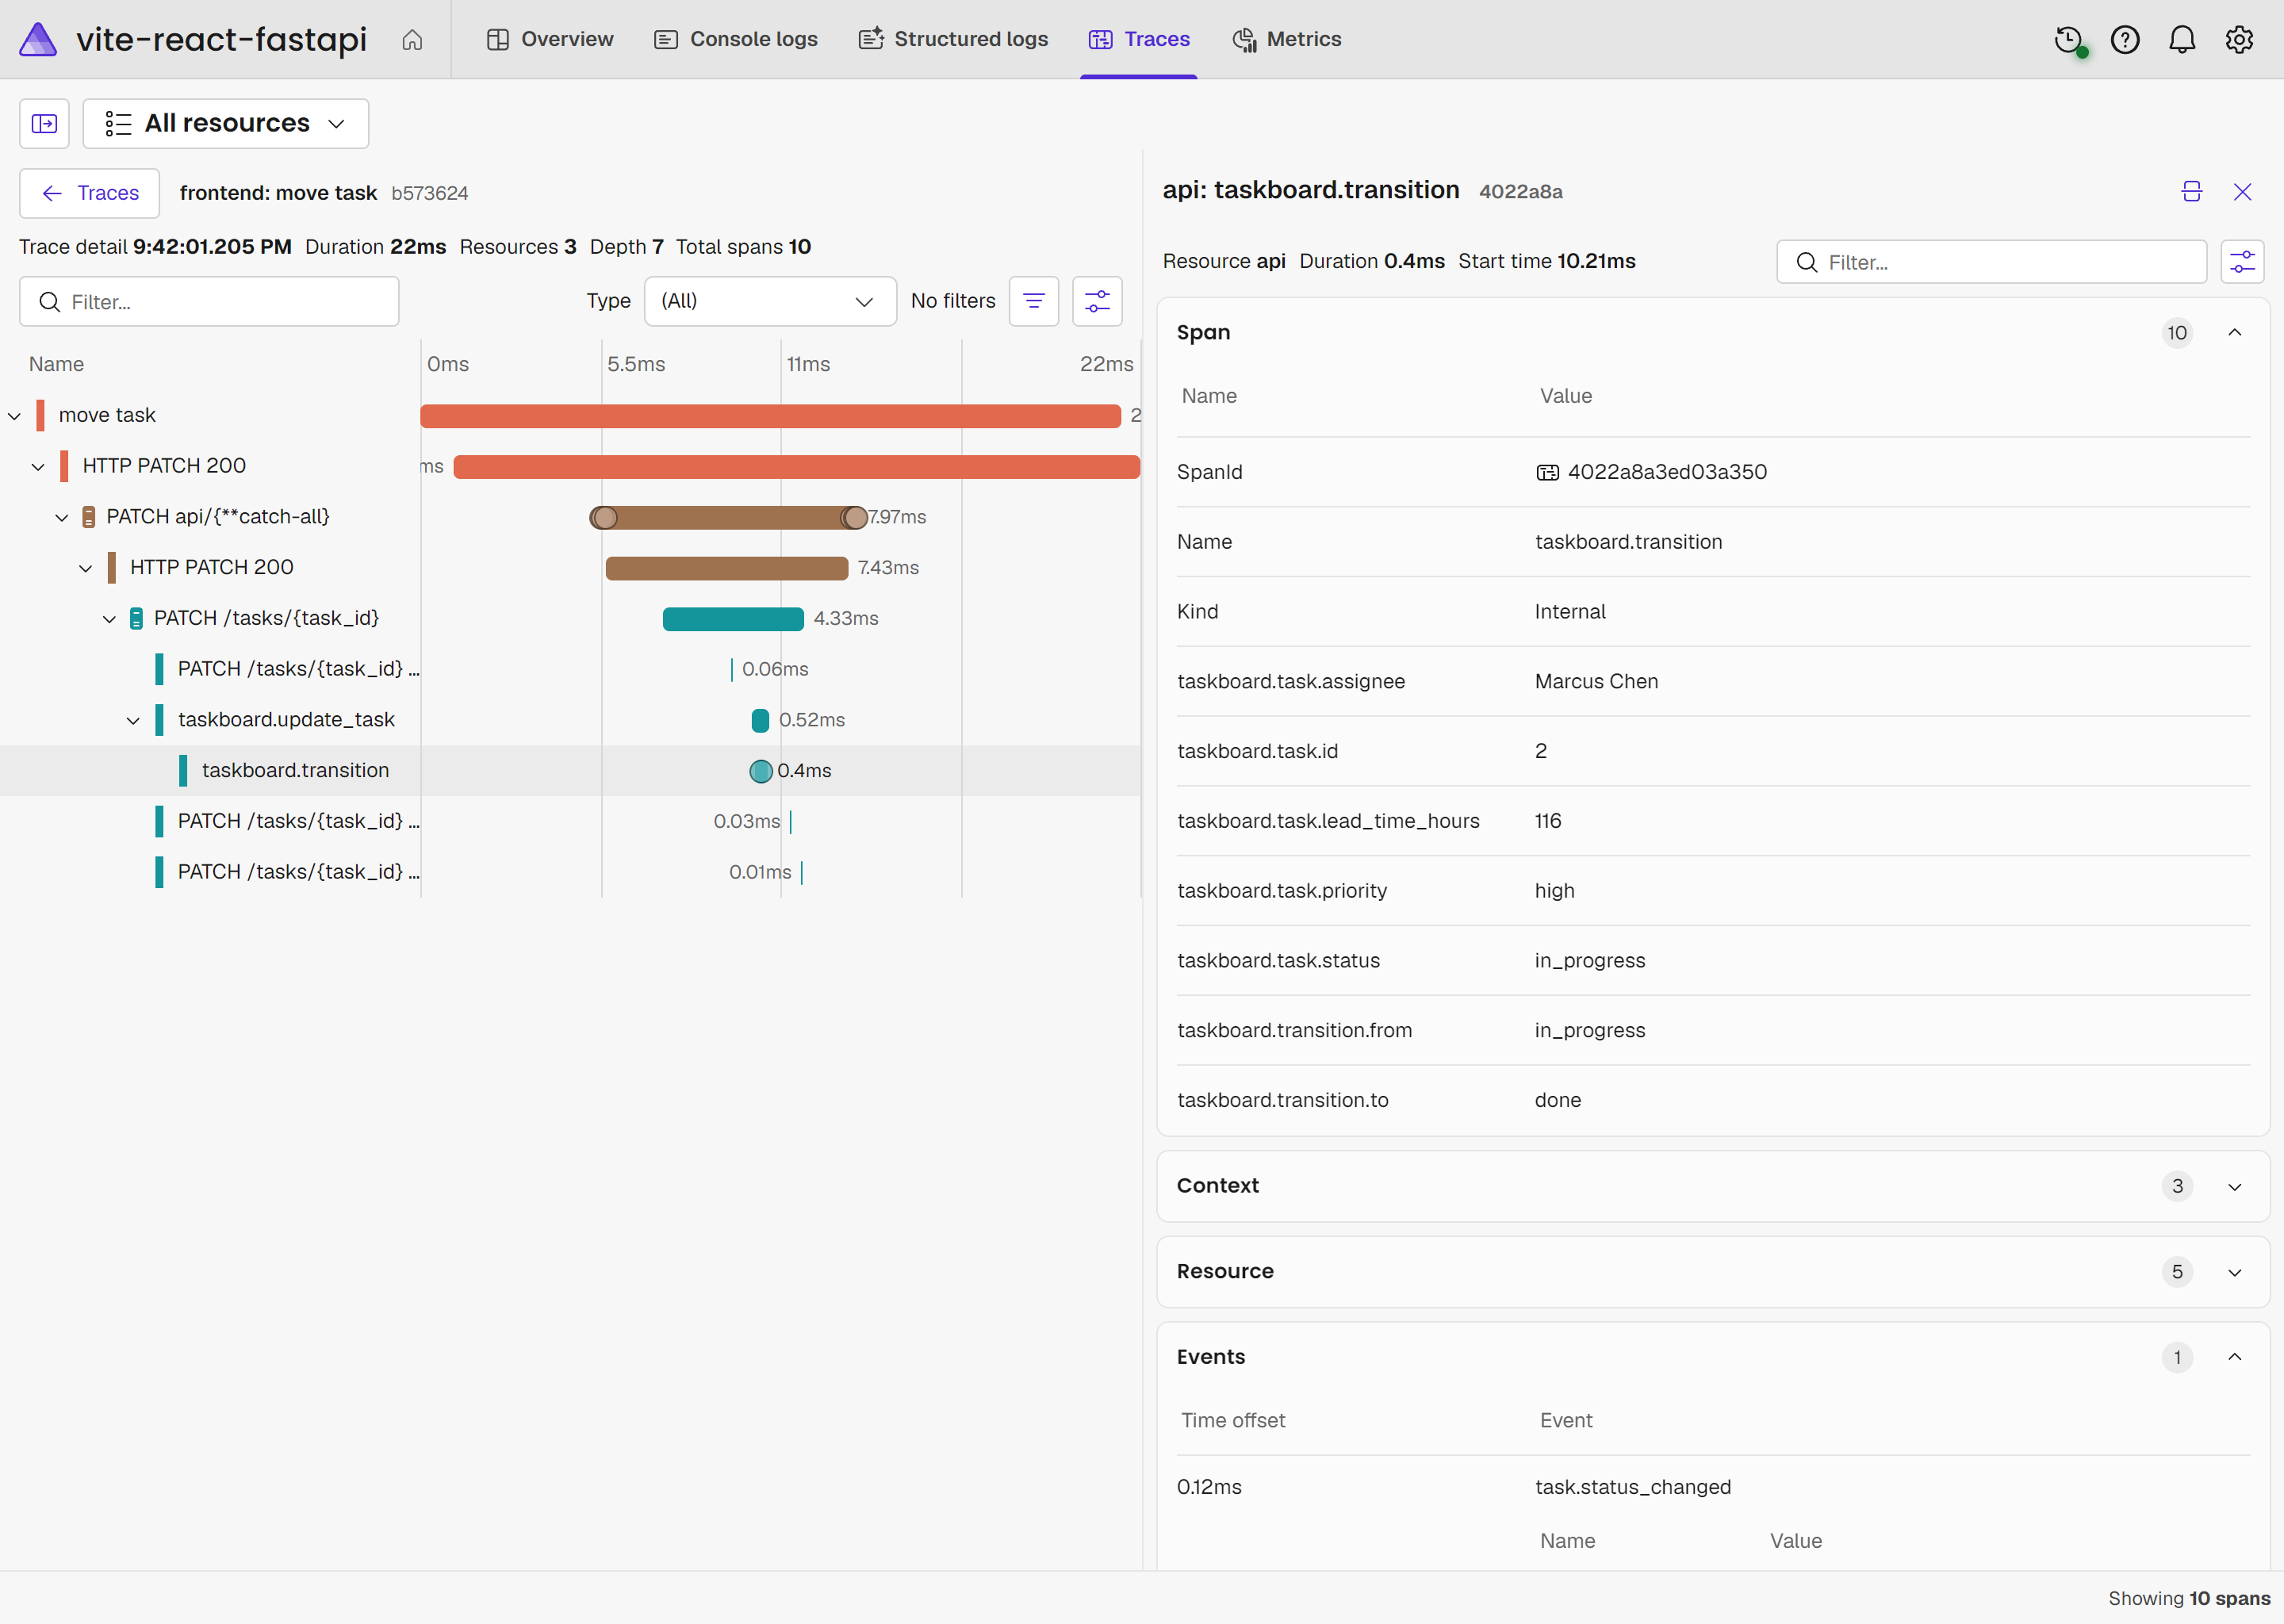 vite-react-fastapi
Overview
Console logs
Structured logs
Traces
Metrics
All resources
Traces
frontend: move task b573624
Trace detail 9:42:01.205 PM Duration 22ms Resources 3 Depth 7 Total spans 10
Filter...
Type
(All)
No filters
Name
0ms
5.5ms
11ms
22ms
move task
2
HTTP PATCH 200
ms
PATCH api/{**catch-all}
7.97ms
HTTP PATCH 200
7.43ms
PATCH /tasks/{task_id}
4.33ms
PATCH /tasks/{task_id} ...
0.06ms
taskboard.update_task
0.52ms
taskboard.transition
0.4ms
PATCH /tasks/{task_id} ...
0.03ms
PATCH /tasks/{task_id} ...
0.01ms
api: taskboard.transition 4022a8a
Resource api Duration 0.4ms Start time 10.21ms
Filter...
Span
10
Name
Value
SpanId
4022a8a3ed03a350
Name
taskboard.transition
Kind
Internal
taskboard.task.assignee
Marcus Chen
taskboard.task.id
2
taskboard.task.lead_time_hours
116
taskboard.task.priority
high
taskboard.task.status
in_progress
taskboard.transition.from
in_progress
taskboard.transition.to
done
Context
3
Resource
5
Events
1
Time offset
Event
0.12ms
task.status_changed
Name
Value
Showing 10 spans